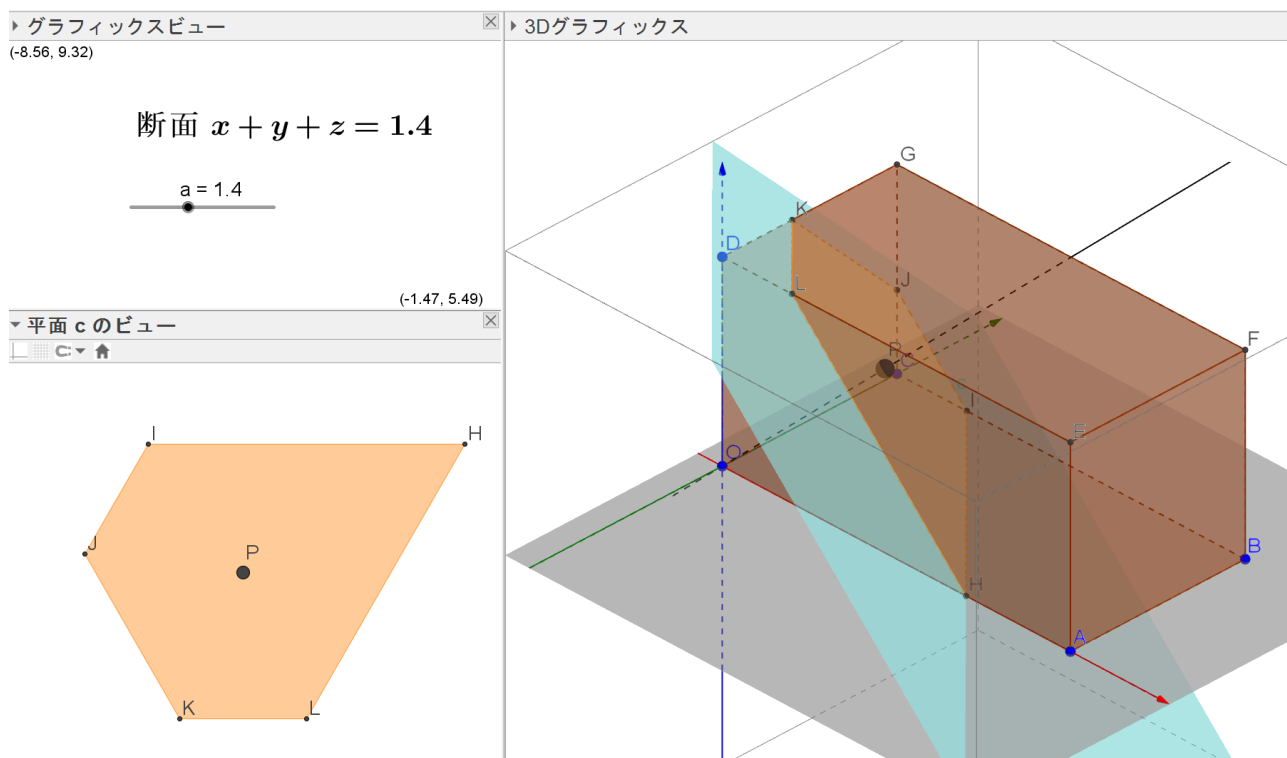 グラフィックスビュー
(-8.56, 9.32)
断面 x + y + z = 1.4
a = 1.4
(-1.47, 5.49)
平面 c のビュー
I
H
J
P
K
L
3Dグラフィックス
G
K
D
L
J
F
P
C
I
E
O
B
H
A